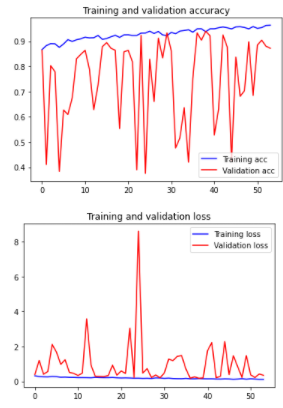 Training and validation accuracy
0.9
0.8
0.7
0.6
0.5
0.4
Training acc
Validation acc
0 10 20 30 40 50
Training and validation loss
Training loss
Validation loss
8
6
4
2
0
0 10 20 30 40 50